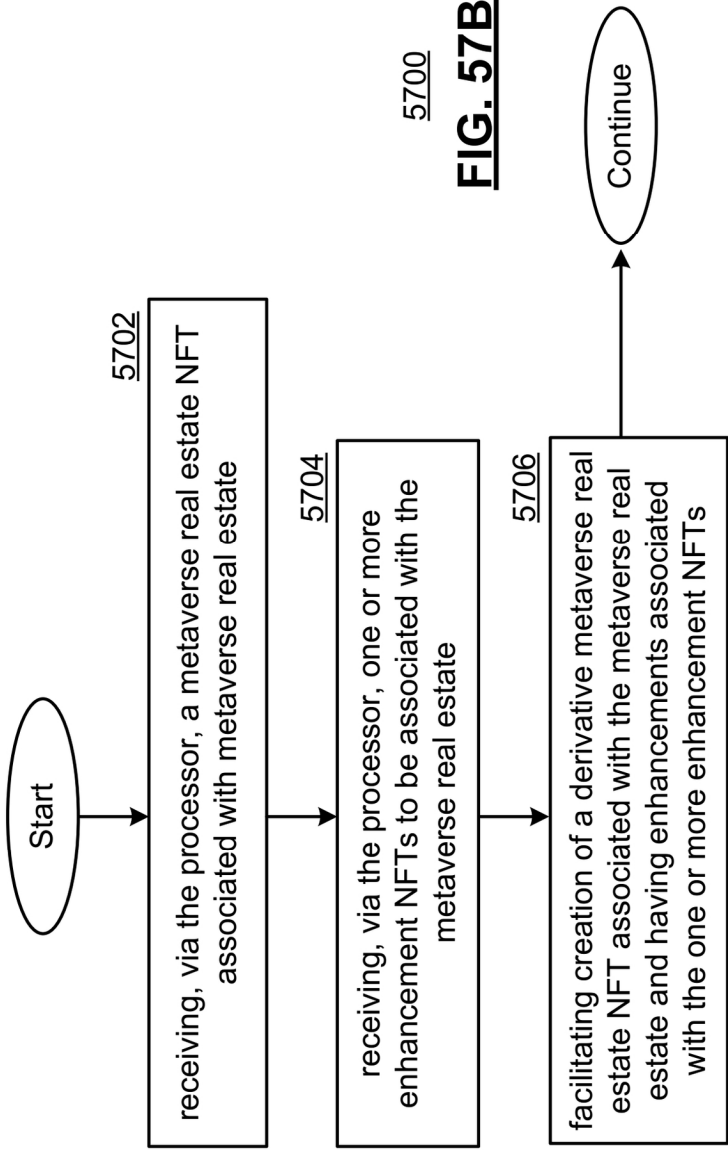 Start
5702
receiving, via the processor, a metaverse real estate NFT
associated with metaverse real estate
5704
receiving, via the processor, one or more
enhancement NFTs to be associated with the
metaverse real estate
5706
facilitating creation of a derivative metaverse real
estate NFT associated with the metaverse real
estate and having enhancements associated
with the one or more enhancement NFTs
Continue
5700
FIG. 57B